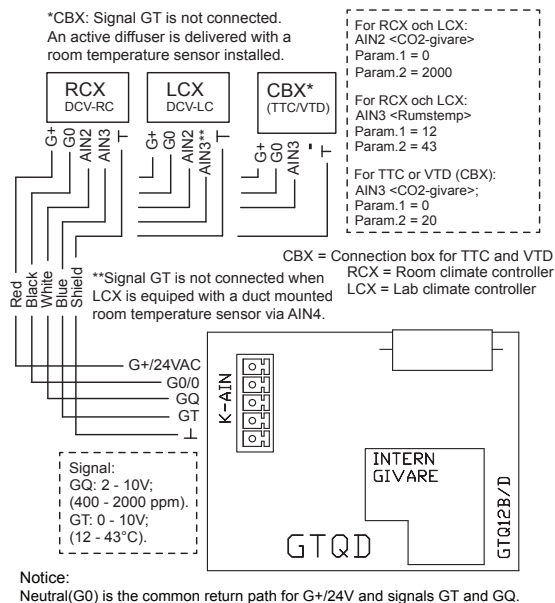 *CBX: Signal GT is not connected.
An active diffuser is delivered with a
room temperature sensor installed.
For RCX och LCX:
AIN2 <CO2-givare>
Param.1 = 0
Param.2 = 2000
For RCX och LCX:
AIN3 <Rumstemp>
Param.1 = 12
Param.2 = 43
For TTC or VTD (CBX):
AIN3 <CO2-givare>;
Param.1 = 0
Param.2 = 20
RCX
DCV-RC
LCX
DCV-LC
CBX*
(TTC/VTD)
G+
G0
AIN2
AIN3
G+
G0
AIN2
AIN3**
G+
G0
AIN3
-
CBX = Connection box for TTC and VTD
RCX = Room climate controller
LCX = Lab climate controller
Red
Black
White
Blue
Shield
**Signal GT is not connected when
LCX is equiped with a duct mounted
room temperature sensor via AIN4.
G+/24VAC
G0/0
GQ
GT
K-AIN
INTERN
GIVARE
GTQ12B/D
GTQD
Signal:
GQ: 2 - 10V;
(400 - 2000 ppm).
GT: 0 - 10V;
(12 - 43°C).
Notice:
Neutral(G0) is the common return path for G+/24V and signals GT and GQ.